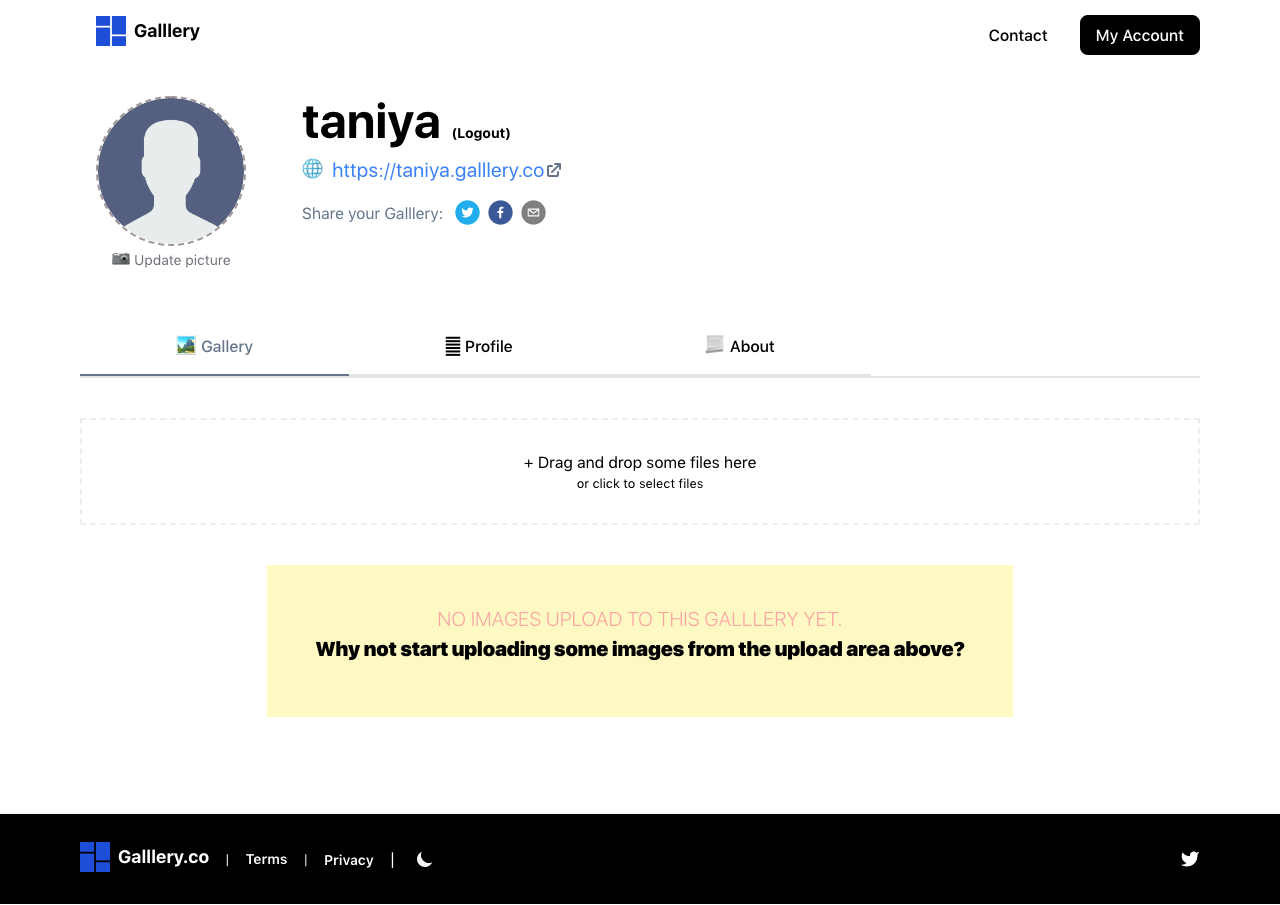 Galllery
Contact
My Account
taniya (Logout)
https://taniya.galllery.co
Share your Galllery:
Update picture
Gallery
Profile
About
+ Drag and drop some files here
or click to select files
NO IMAGES UPLOAD TO THIS GALLLERY YET.
Why not start uploading some images from the upload area above?
Galllery.co | Terms | Privacy |